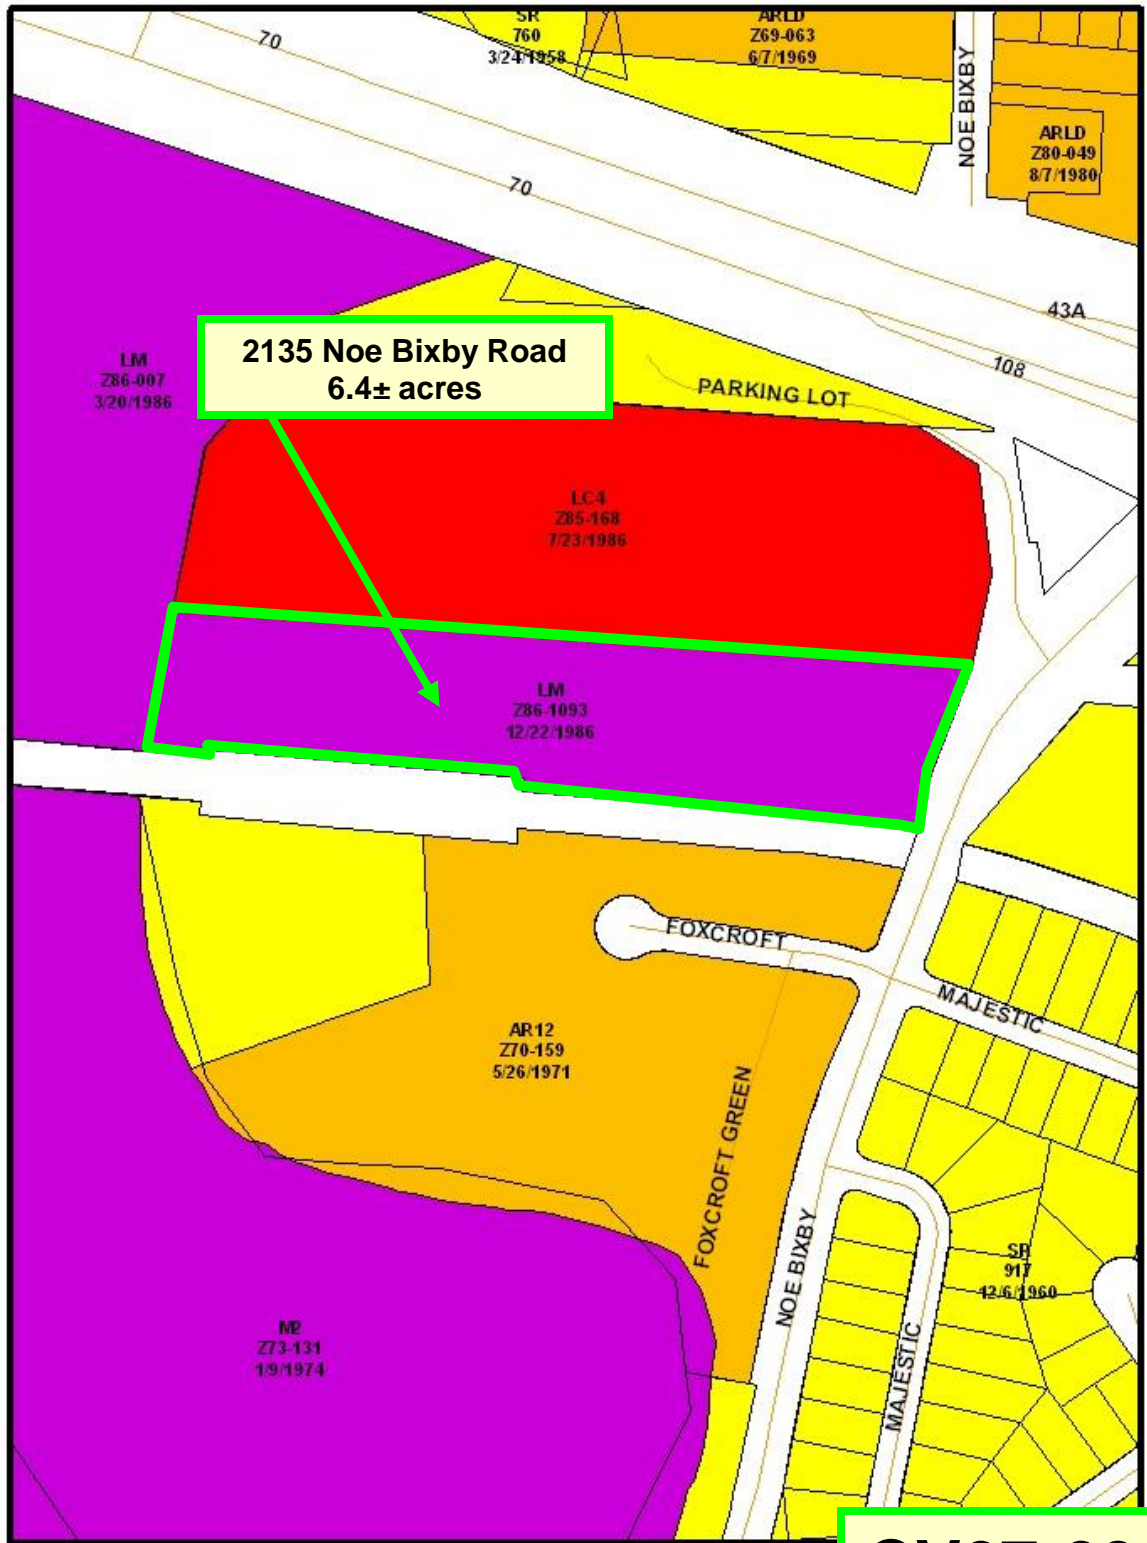 SR
760
3/24/1958
ARLD
Z69-063
6/7/1969
70
NOE BIXBY
ARLD
Z80-049
8/7/1980
70
43A
108
2135 Noe Bixby Road
6.4± acres
LM
Z86-007
3/20/1986
PARKING LOT
LC4
Z85-168
7/23/1986
LM
Z86-1093
12/22/1986
FOXCROFT
MAJESTIC
AR12
Z70-159
5/26/1971
FOXCROFT GREEN
NOE BIXBY
SR
917
12/6/1960
M2
Z73-131
1/9/1974
MAJESTIC